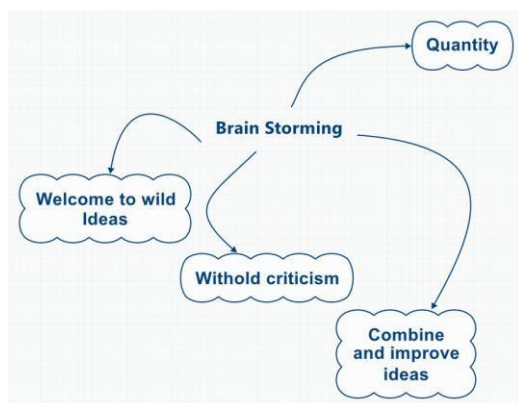 Quantity
Brain Storming
Welcome to wild
Ideas
Withold criticism
Combine
and improve
ideas